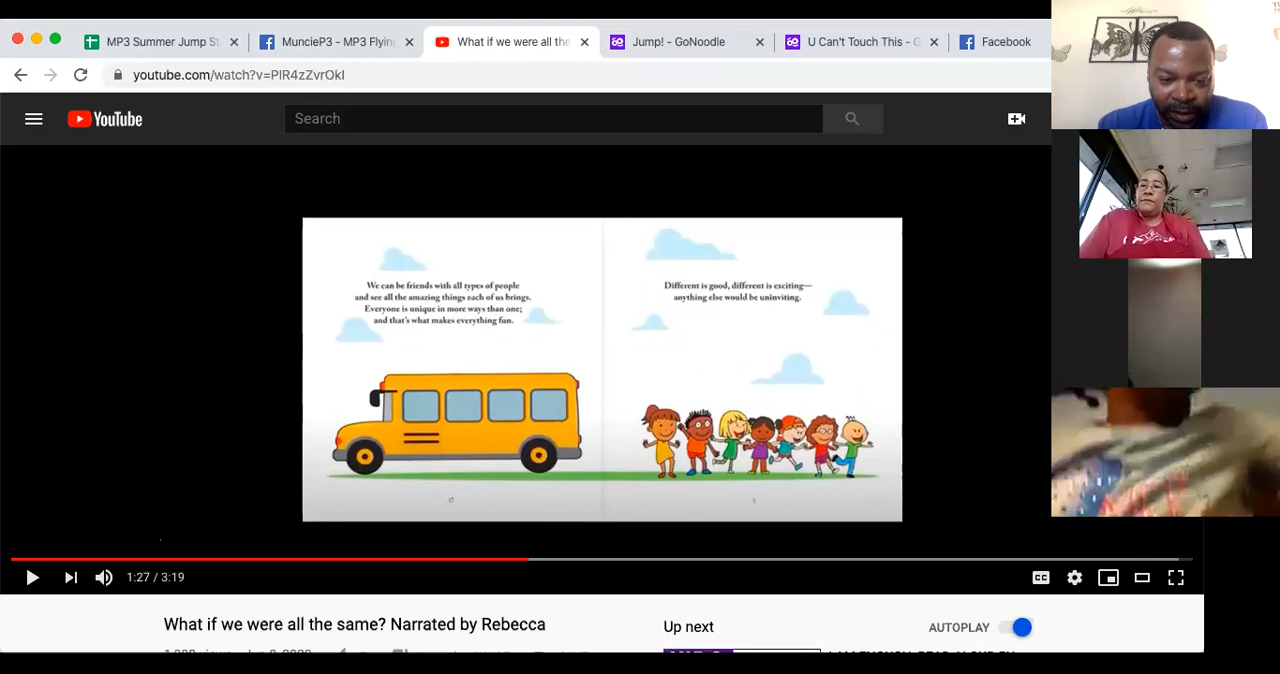 MP3 Summer Jump St
MuncieP3 - MP3 Flying
What if we were all the
Jump! - GoNoodle
U Can't Touch This - G
Facebook
youtube.com/watch?v=PlR4zZvrOkI
YouTube
Search
We can be friends with all types of people
and see all the amazing things each of us brings.
Everyone is unique in more ways than one;
and that's what makes everything fun.
Different is good, different is exciting—
anything else would be uninviting.
1:27 / 3:19
CC
What if we were all the same? Narrated by Rebecca
Up next
AUTOPLAY